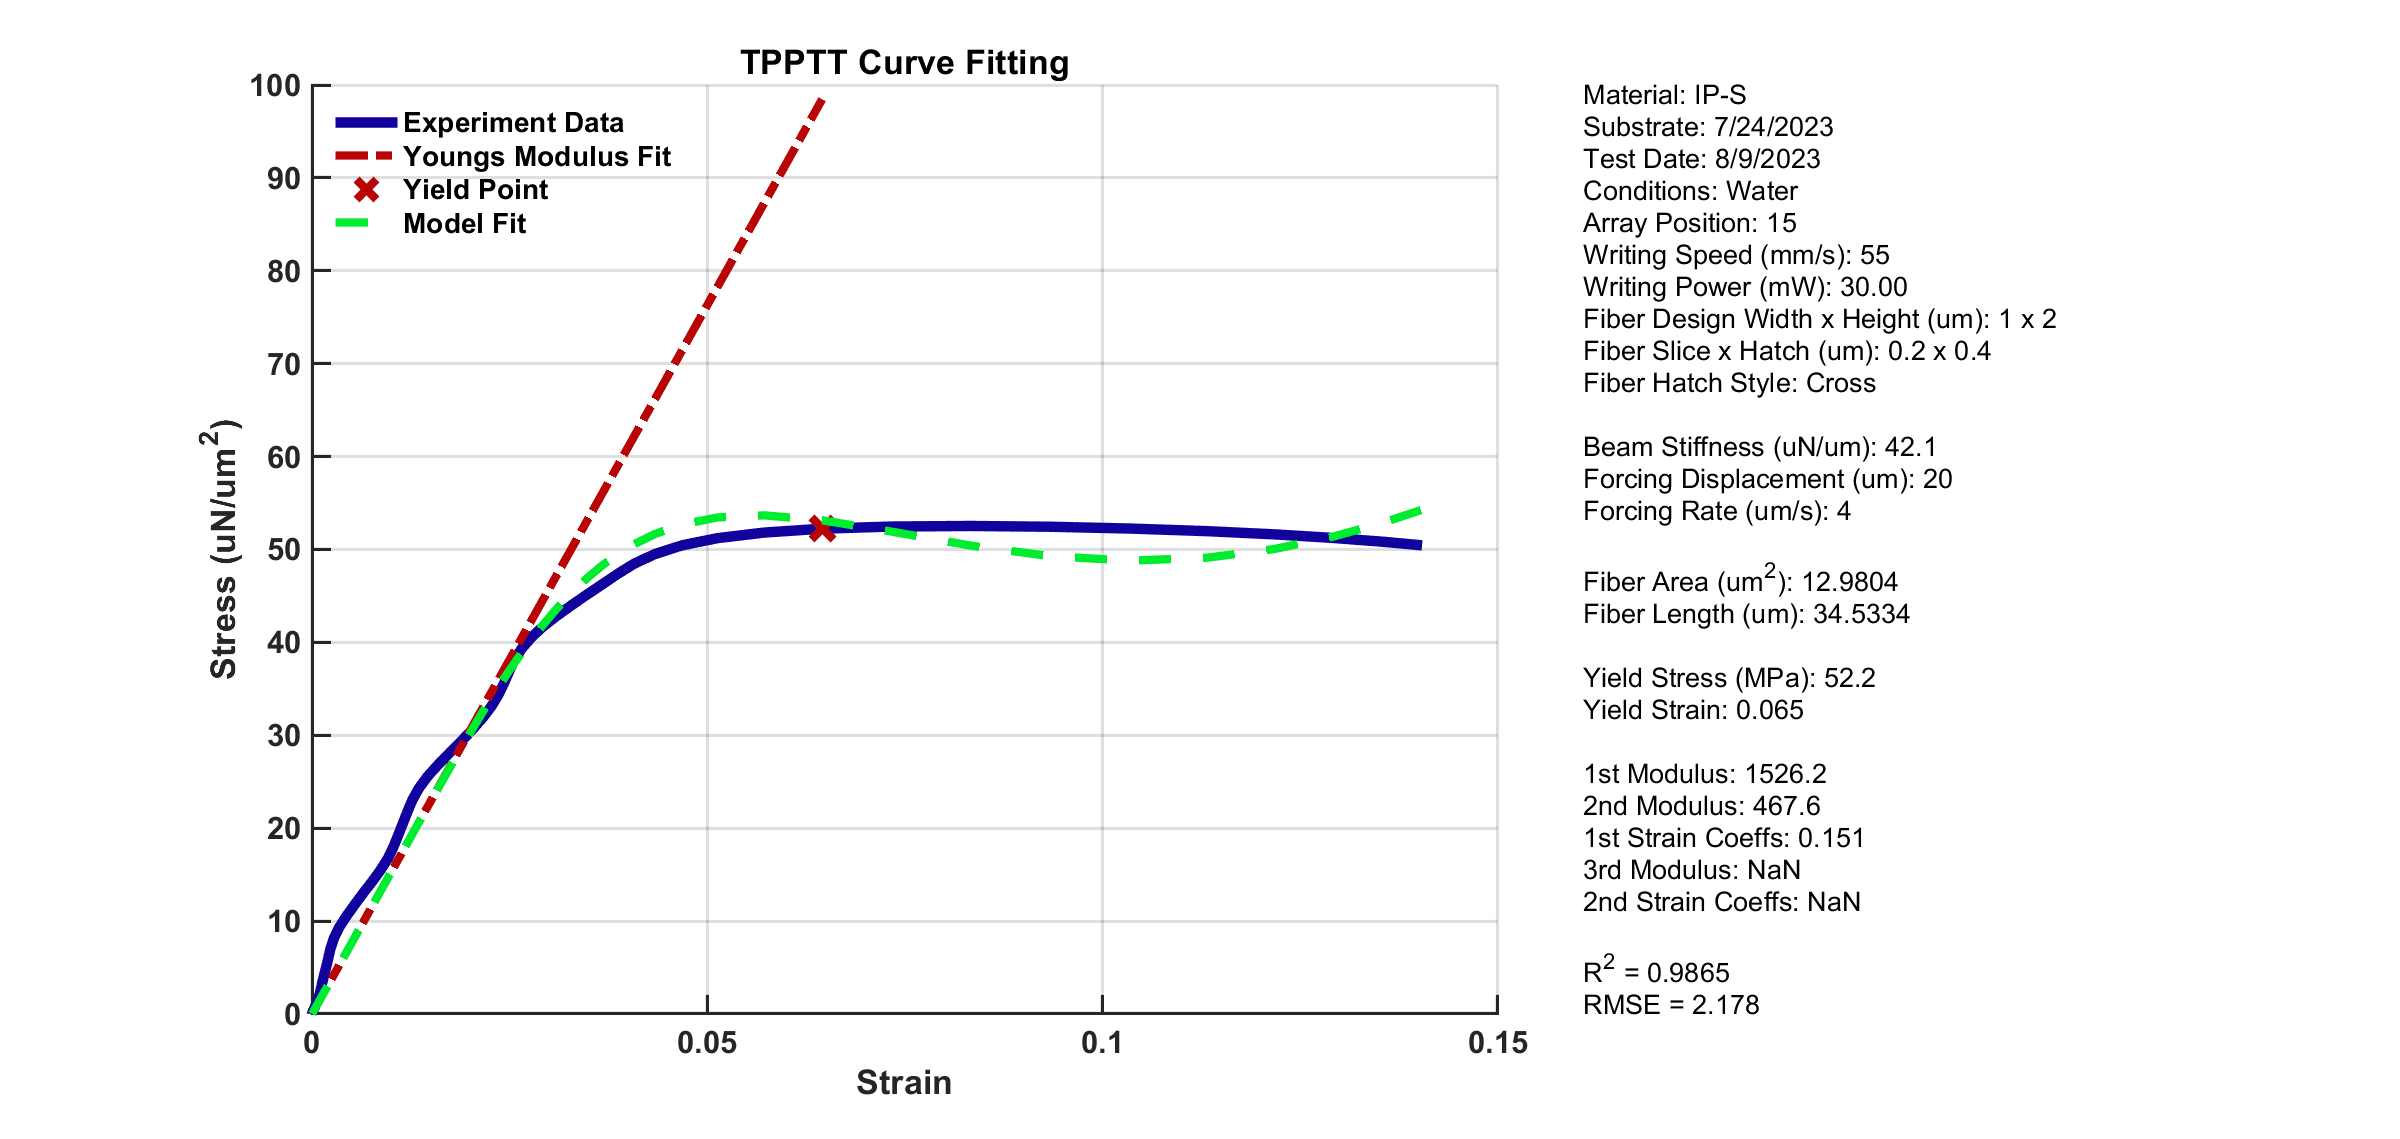 TPPTT Curve Fitting
100
90
80
70
60
50
40
30
20
10
0
Stress (uN/um²)
Experiment Data
Youngs Modulus Fit
Yield Point
Model Fit
0
0.05
0.1
0.15
Strain
Material: IP-S
Substrate: 7/24/2023
Test Date: 8/9/2023
Conditions: Water
Array Position: 15
Writing Speed (mm/s): 55
Writing Power (mW): 30.00
Fiber Design Width x Height (um): 1 x 2
Fiber Slice x Hatch (um): 0.2 x 0.4
Fiber Hatch Style: Cross
Beam Stiffness (uN/um): 42.1
Forcing Displacement (um): 20
Forcing Rate (um/s): 4
Fiber Area (um²): 12.9804
Fiber Length (um): 34.5334
Yield Stress (MPa): 52.2
Yield Strain: 0.065
1st Modulus: 1526.2
2nd Modulus: 467.6
1st Strain Coeffs: 0.151
3rd Modulus: NaN
2nd Strain Coeffs: NaN
R² = 0.9865
RMSE = 2.178